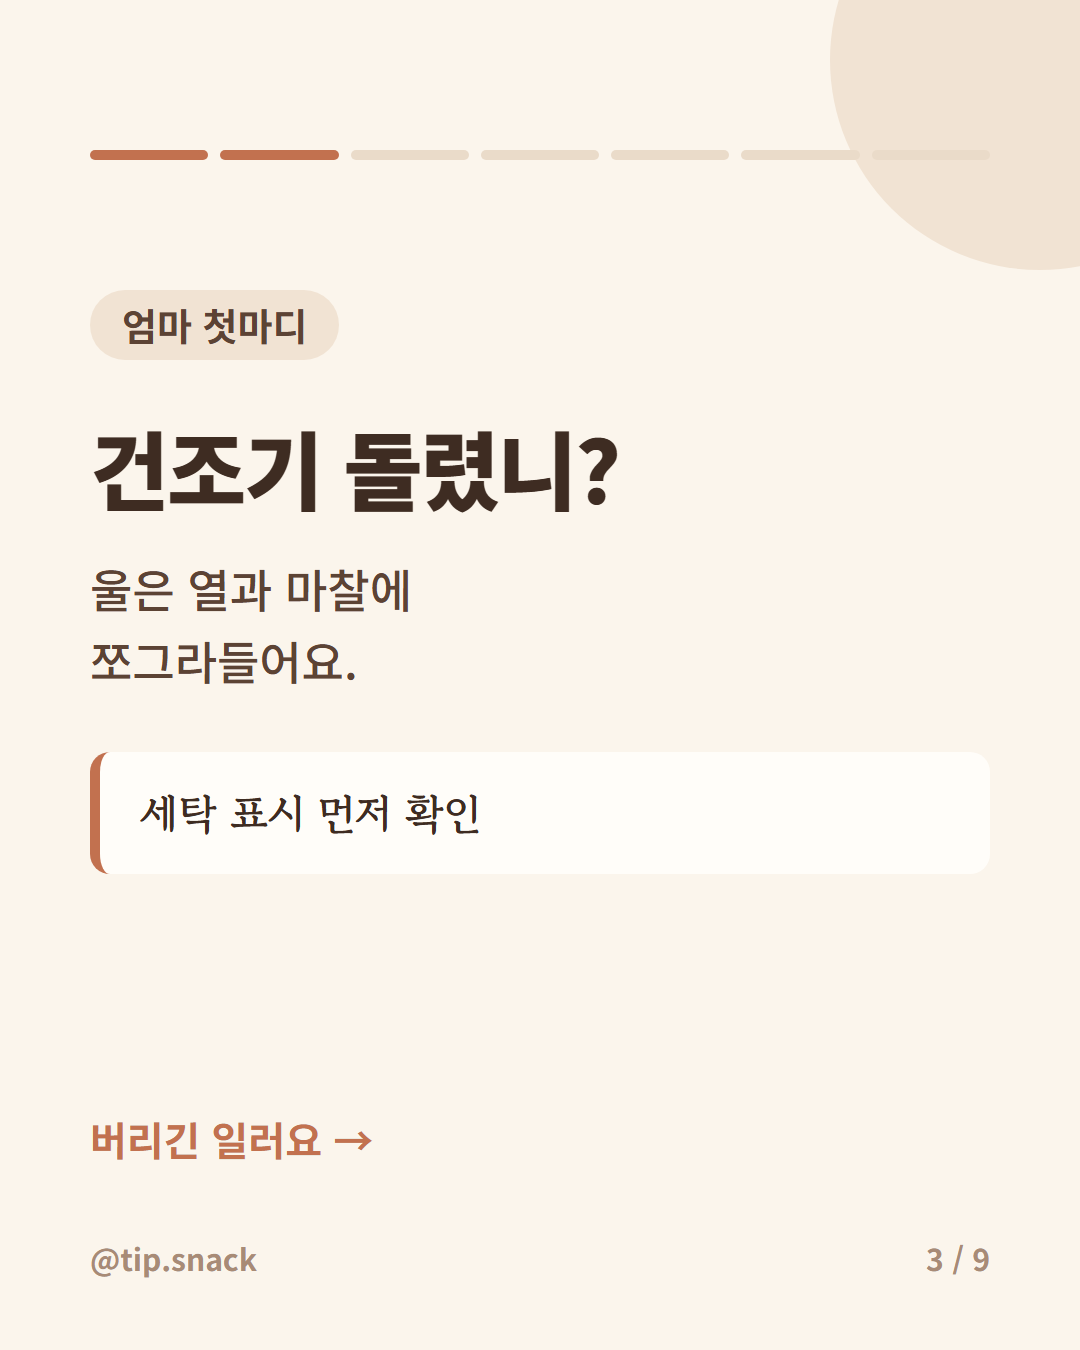 엄마 첫마디
건조기 돌렸니?
울은 열과 마찰에
쪼그라들어요.
세탁 표시 먼저 확인
버리긴 일러요 →
@tip.snack
3 / 9